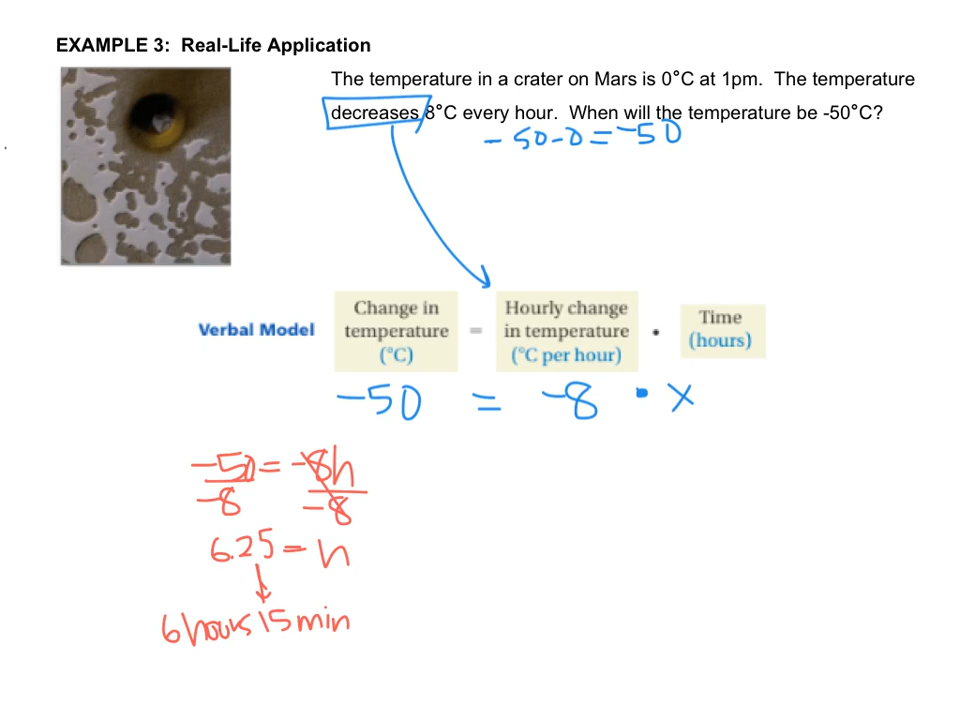 EXAMPLE 3: Real-Life Application
The temperature in a crater on Mars is 0°C at 1pm. The temperature
decreases 8°C every hour. When will the temperature be -50°C?
- 50 - 0 = -50
Verbal Model
Change in temperature (°C) = Hourly change in temperature (°C per hour) • Time (hours)
-50 = -8 • x
-50 = -8h
-8 -8
6.25 = h
6 hours 15 min